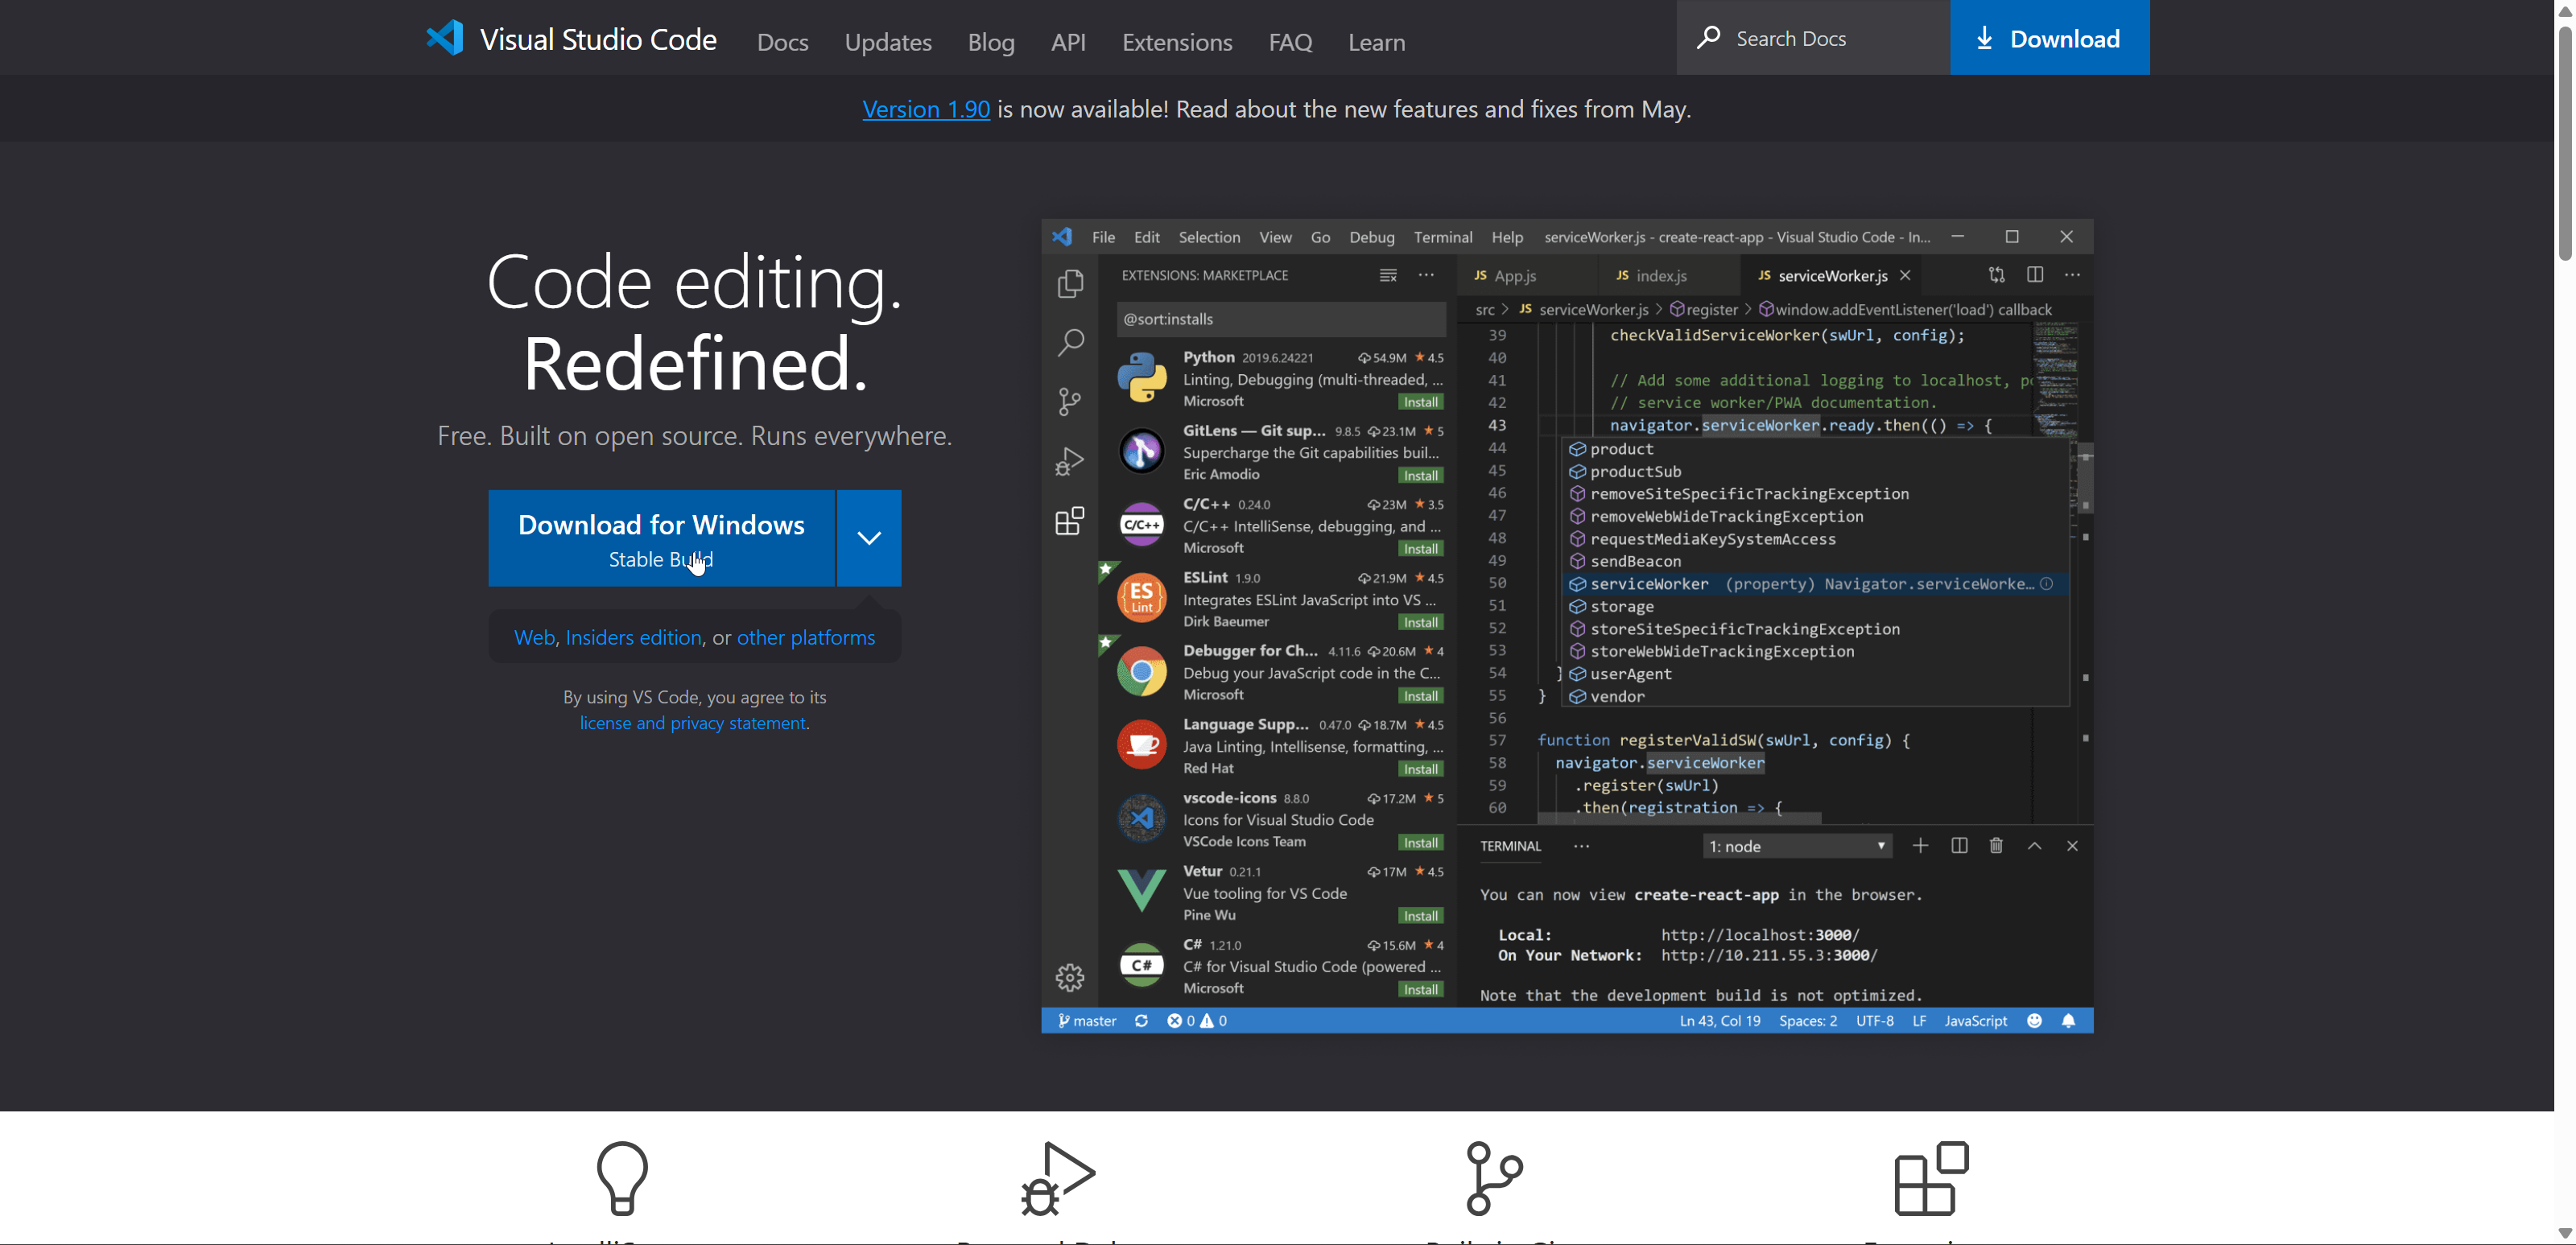 Visual Studio Code Docs Updates Blog API Extensions FAQ Learn Search Docs Download
Version 1.90 is now available! Read about the new features and fixes from May.
Code editing.
Redefined.
Free. Built on open source. Runs everywhere.
Download for Windows
Stable Build
Web, Insiders edition, or other platforms
By using VS Code, you agree to its
license and privacy statement.
File Edit Selection View Go Debug Terminal Help serviceWorker.js - create-react-app - Visual Studio Code - In...
EXTENSIONS: MARKETPLACE
@sort:installs
Python 2019.6.24221 54.9M 4.5
Linting, Debugging (multi-threaded, ...
Microsoft Install
GitLens — Git sup... 9.8.5 23.1M 5
Supercharge the Git capabilities buil...
Eric Amodio Install
C/C++
C/C++ 0.24.0 23M 3.5
C/C++ IntelliSense, debugging, and ...
Microsoft Install
{ES}
Lint
ESLint 1.9.0 21.9M 4.5
Integrates ESLint JavaScript into VS ...
Dirk Baeumer Install
Debugger for Ch... 4.11.6 20.6M 4
Debug your JavaScript code in the C...
Microsoft Install
Language Supp... 0.47.0 18.7M 4.5
Java Linting, Intellisense, formatting, ...
Red Hat Install
vscode-icons 8.8.0 17.2M 5
Icons for Visual Studio Code
VSCode Icons Team Install
Vetur 0.21.1 17M 4.5
Vue tooling for VS Code
Pine Wu Install
C#
C# 1.21.0 15.6M 4
C# for Visual Studio Code (powered ...
Microsoft Install
JS App.js JS index.js JS serviceWorker.js
src > JS serviceWorker.js > register > window.addEventListener('load') callback
39 checkValidServiceWorker(swUrl, config);
40
41 // Add some additional logging to localhost, po
42 // service worker/PWA documentation.
43 navigator.serviceWorker.ready.then(() => {
44 product
45 productSub
46 removeSiteSpecificTrackingException
47 removeWebWideTrackingException
48 requestMediaKeySystemAccess
49 sendBeacon
50 serviceWorker (property) Navigator.serviceWorke...
51 storage
52 storeSiteSpecificTrackingException
53 storeWebWideTrackingException
54 } userAgent
55 } vendor
56
57 function registerValidSW(swUrl, config) {
58 navigator.serviceWorker
59 .register(swUrl)
60 .then(registration => {
TERMINAL ... 1: node
You can now view create-react-app in the browser.
Local: http://localhost:3000/
On Your Network: http://10.211.55.3:3000/
Note that the development build is not optimized.
master 0 0 Ln 43, Col 19 Spaces: 2 UTF-8 LF JavaScript